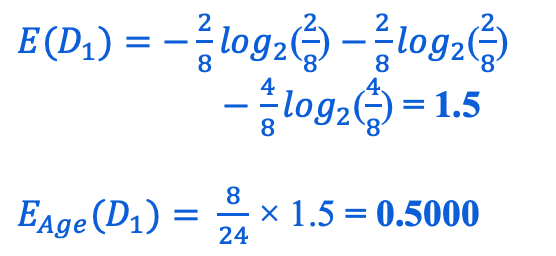 E(D₁) = −2/8 log₂(2/8) − 2/8 log₂(2/8)
− 4/8 log₂(4/8) = 1.5
E_Age(D₁) = 8/24 × 1.5 = 0.5000